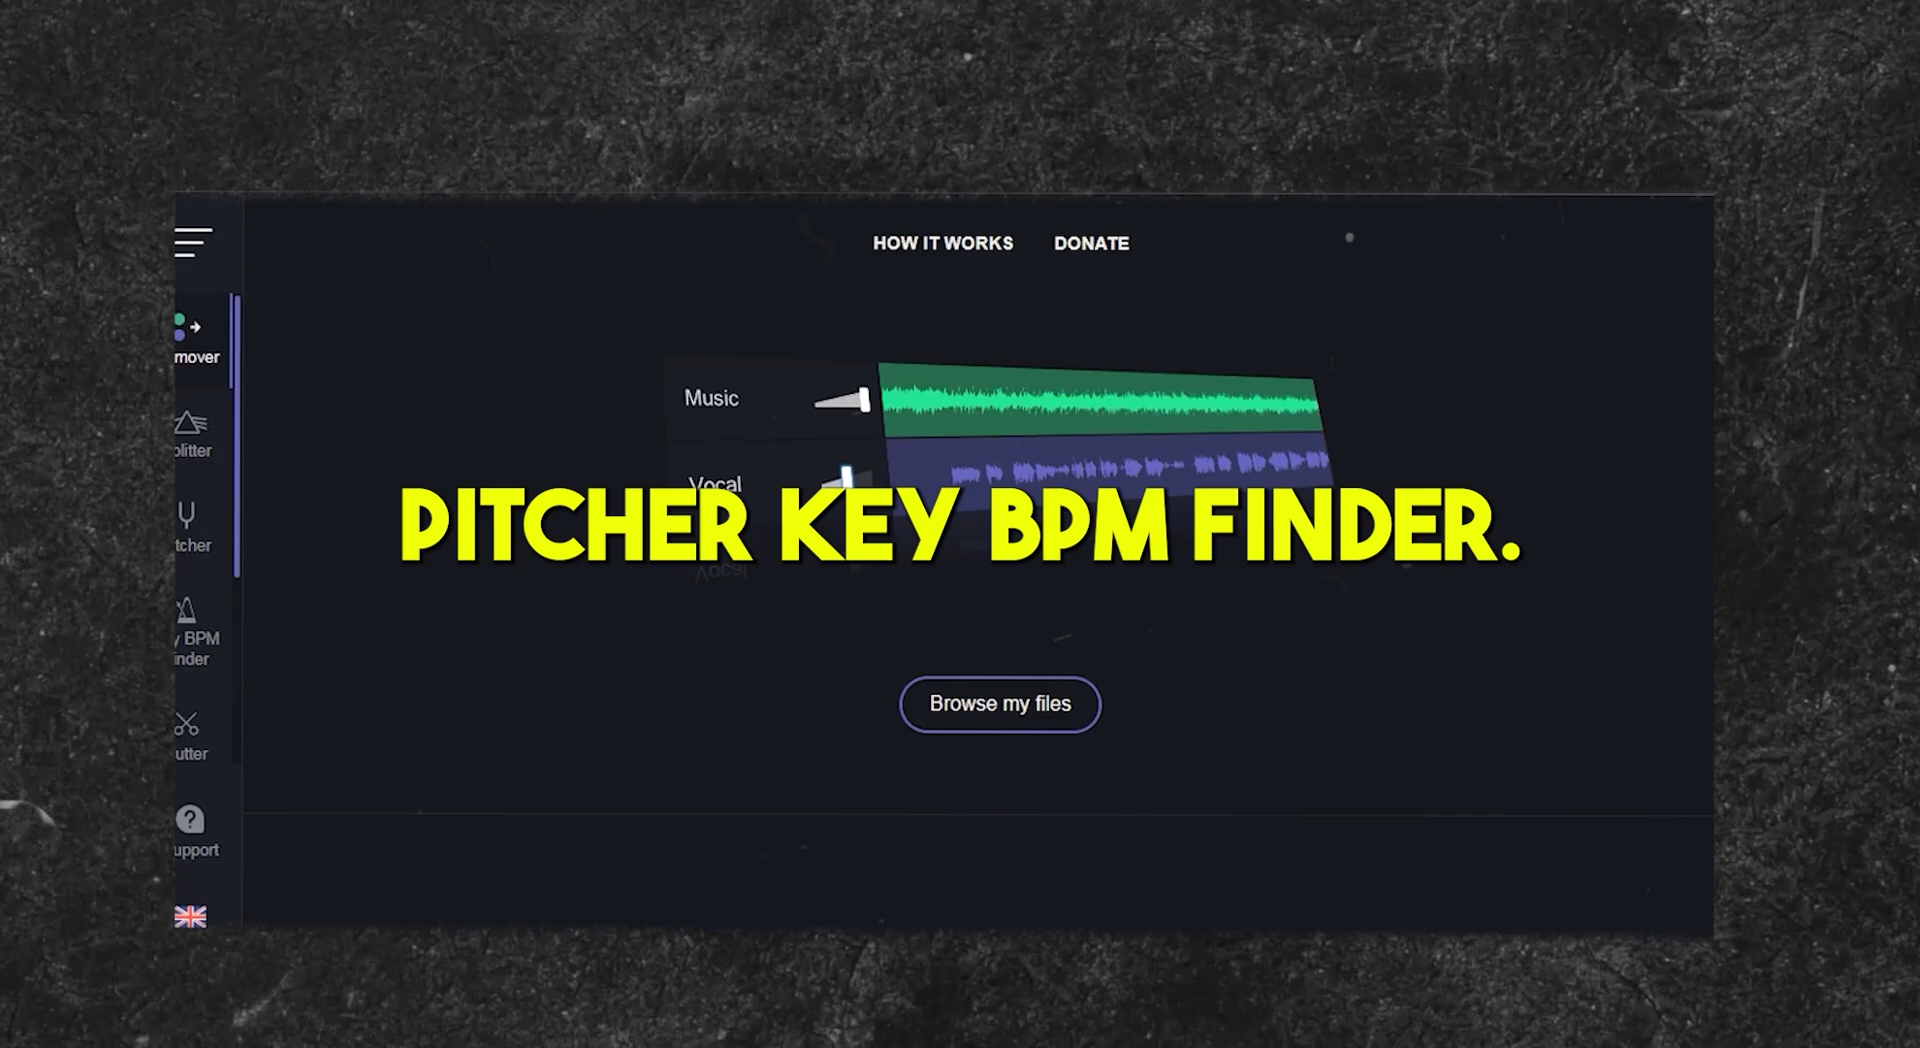 HOW IT WORKS DONATE
mover
Music
plitter
Vocal
PITCHER KEY BPM FINDER.
tcher
Vocal
y BPM
inder
Browse my files
utter
upport